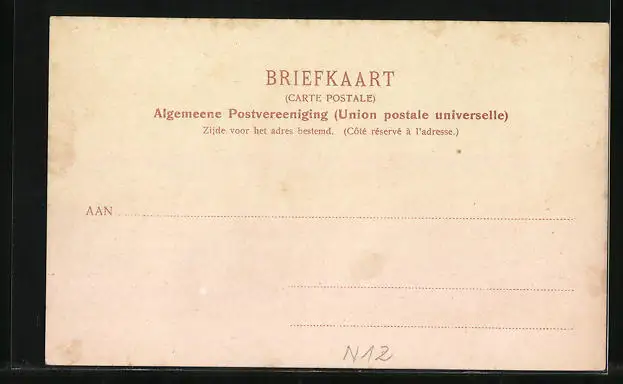 BRIEFKAART
(CARTE POSTALE)
Algemeene Postvereeniging (Union postale universelle)
Zijde voor het adres bestemd. (Côté réservé à l'adresse.)
AAN
N12